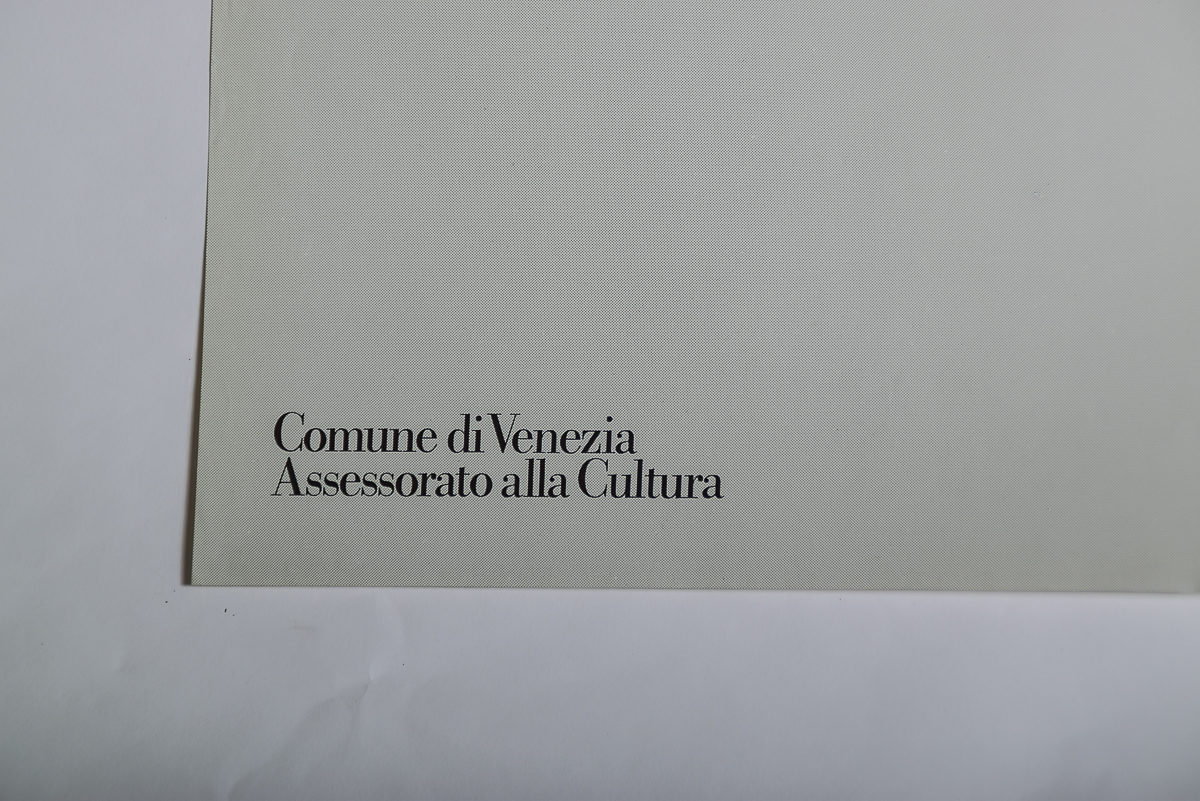 Comune di Venezia
Assessorato alla Cultura